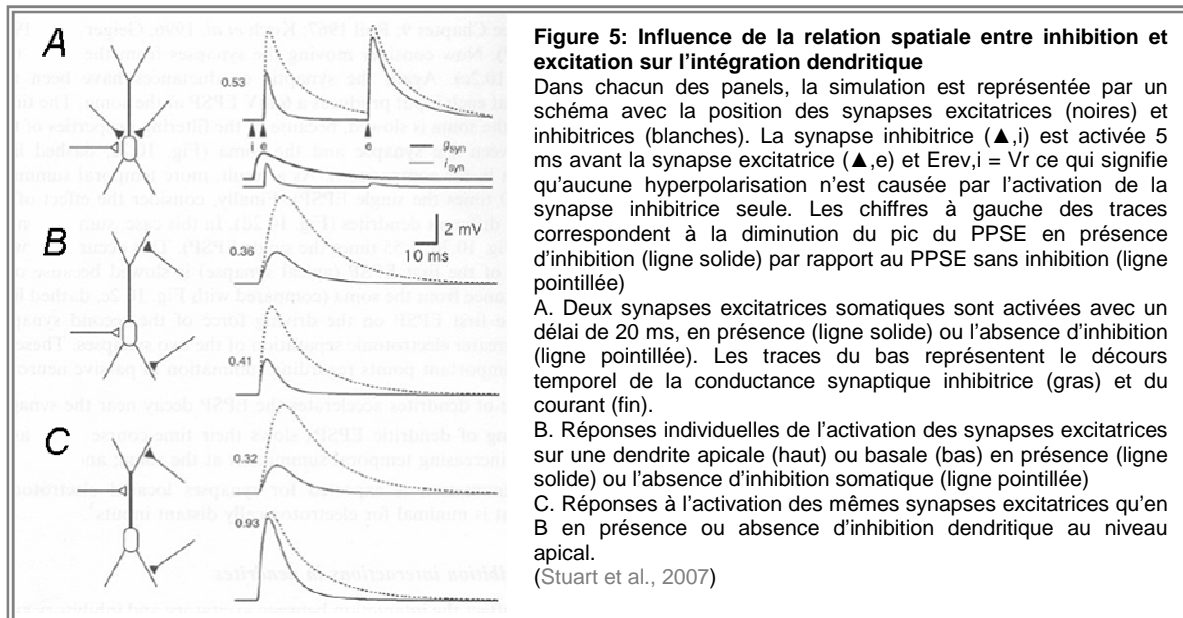 A
0.53
i e
e
gsyn
Isyn
2 mV
10 ms
B
0.36
0.41
C
0.32
0.93
Figure 5: Influence de la relation spatiale entre inhibition et
excitation sur l’intégration dendritique
Dans chacun des panels, la simulation est représentée par un
schéma avec la position des synapses excitatrices (noires) et
inhibitrices (blanches). La synapse inhibitrice (▲,i) est activée 5
ms avant la synapse excitatrice (▲,e) et Erev,i = Vr ce qui signifie
qu’aucune hyperpolarisation n’est causée par l’activation de la
synapse inhibitrice seule. Les chiffres à gauche des traces
correspondent à la diminution du pic du PPSE en présence
d’inhibition (ligne solide) par rapport au PPSE sans inhibition (ligne
pointillée)
A. Deux synapses excitatrices somatiques sont activées avec un
délai de 20 ms, en présence (ligne solide) ou l’absence d’inhibition
(ligne pointillée). Les traces du bas représentent le décours
temporel de la conductance synaptique inhibitrice (gras) et du
courant (fin).
B. Réponses individuelles de l’activation des synapses excitatrices
sur une dendrite apicale (haut) ou basale (bas) en présence (ligne
solide) ou l’absence d’inhibition somatique (ligne pointillée)
C. Réponses à l’activation des mêmes synapses excitatrices qu’en
B en présence ou absence d’inhibition dendritique au niveau
apical.
(Stuart et al., 2007)